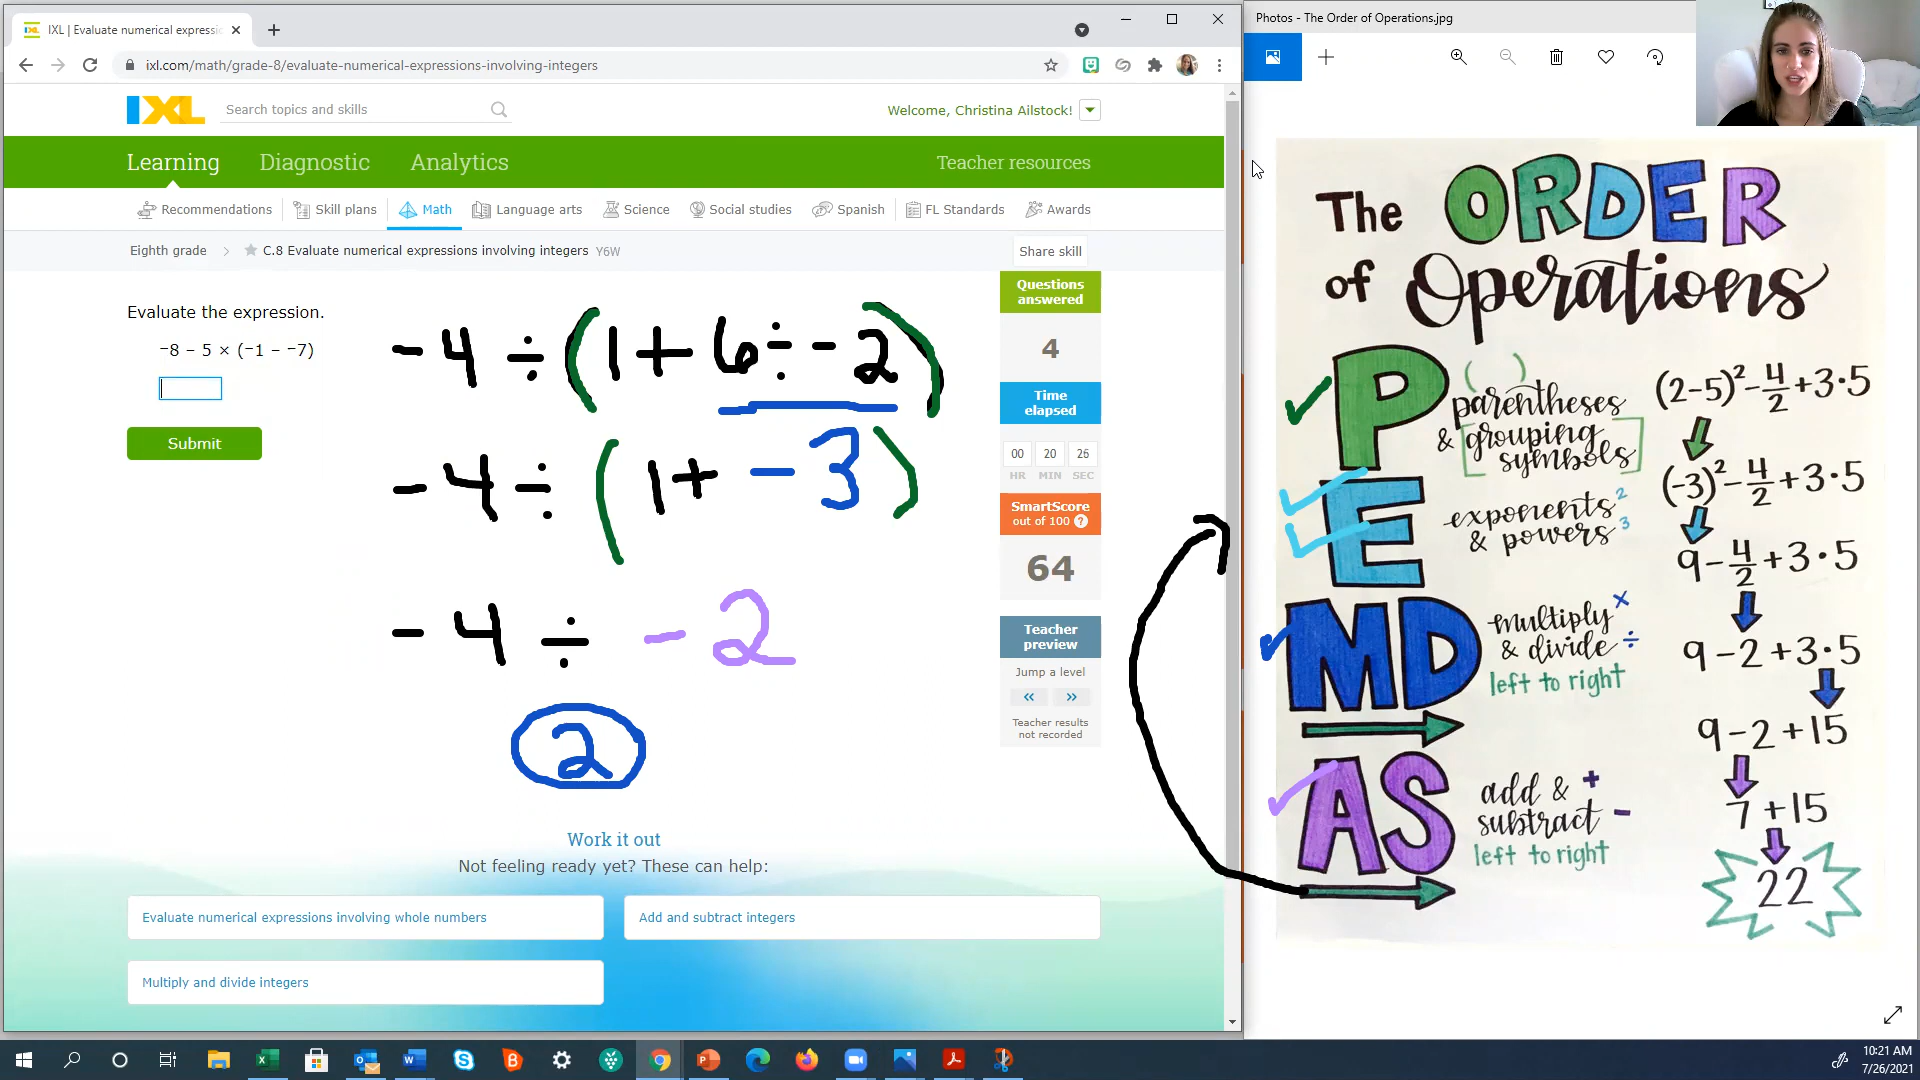 IXL | Evaluate numerical expressi
ixl.com/math/grade-8/evaluate-numerical-expressions-involving-integers
IXL
Search topics and skills
Welcome, Christina Ailstock!
Learning
Diagnostic
Analytics
Teacher resources
Recommendations
Skill plans
Math
Language arts
Science
Social studies
Spanish
FL Standards
Awards
Eighth grade
C.8 Evaluate numerical expressions involving integers Y6W
Share skill
Evaluate the expression.
⁻8 – 5 × (⁻1 – ⁻7)
Submit
-4 ÷ (1 + 6 ÷ -2)
-4 ÷ (1 + -3)
-4 ÷ -2
2
Questions
answered
4
Time
elapsed
00 20 26
HR MIN SEC
SmartScore
out of 100 ?
64
Teacher
preview
Jump a level
Teacher results
not recorded
Work it out
Not feeling ready yet? These can help:
Evaluate numerical expressions involving whole numbers
Add and subtract integers
Multiply and divide integers
Photos - The Order of Operations.jpg
The ORDER
of Operations
P
( )
parentheses
& [grouping
symbols]
E
exponents 2
& powers 3
MD
multiply ×
& divide ÷
left to right
AS
add & +
subtract -
left to right
(2-5)² - 4/2 + 3·5
(-3)² - 4/2 + 3·5
9 - 4/2 + 3·5
9 - 2 + 3·5
9 - 2 + 15
7 + 15
22
10:21 AM
7/26/2021